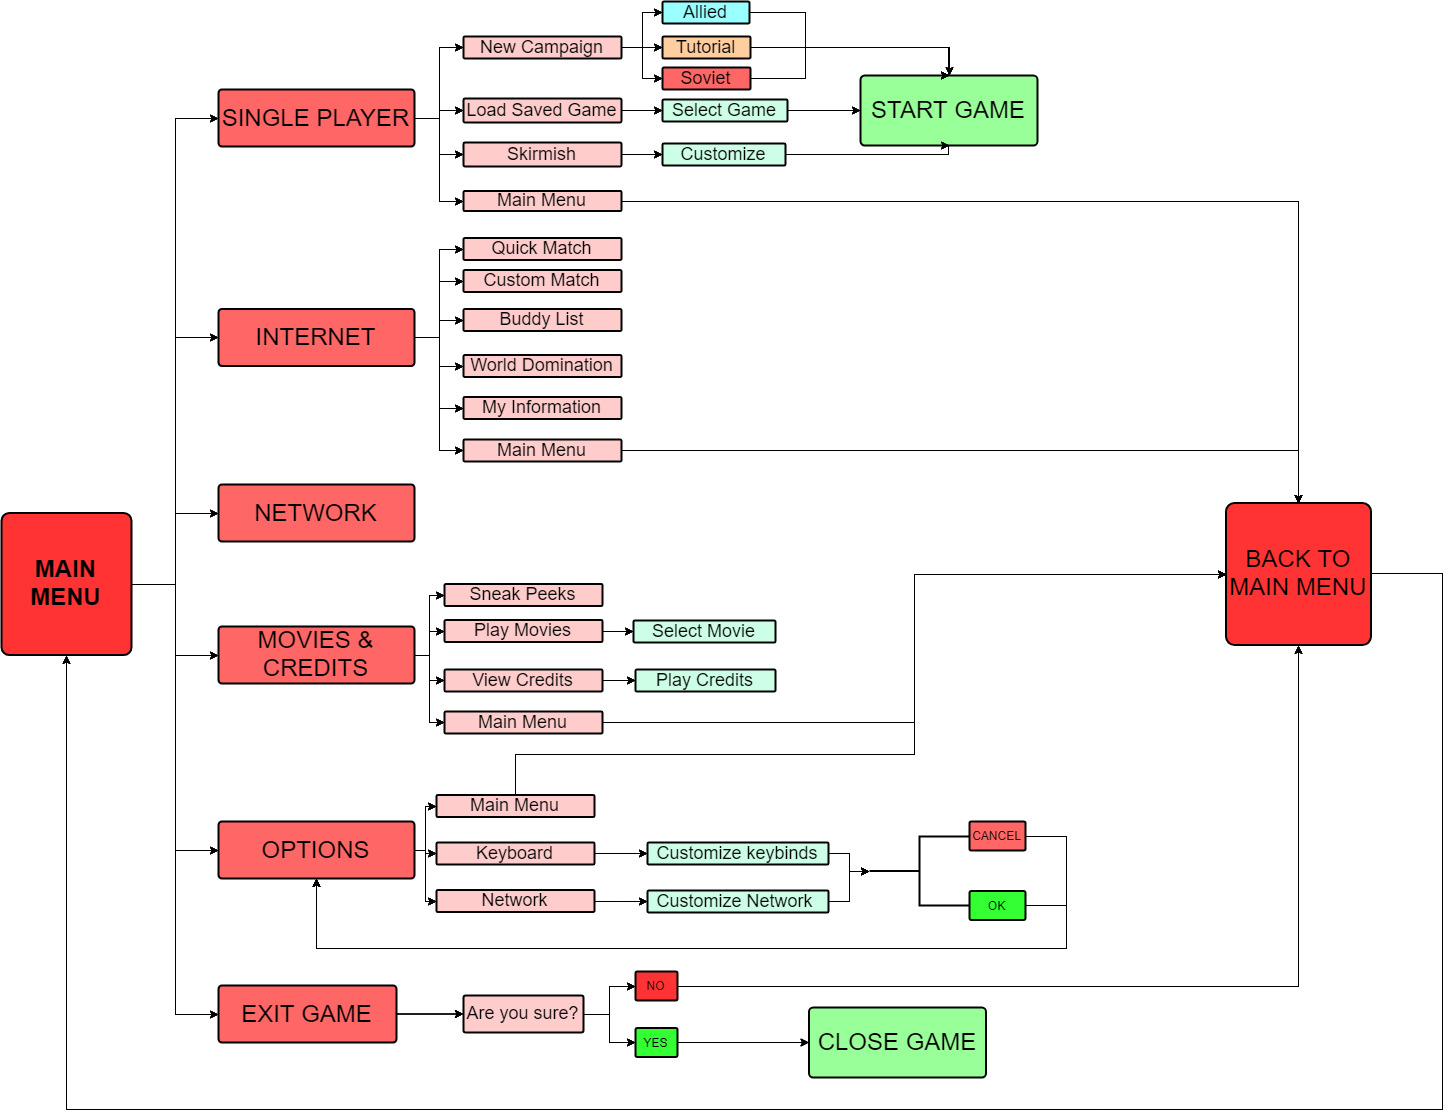 Allied
New Campaign
Tutorial
Soviet
SINGLE PLAYER
Load Saved Game
Select Game
START GAME
Skirmish
Customize
Main Menu
Quick Match
Custom Match
INTERNET
Buddy List
World Domination
My Information
Main Menu
NETWORK
MAIN
MENU
BACK TO
MAIN MENU
Sneak Peeks
MOVIES &
CREDITS
Play Movies
Select Movie
View Credits
Play Credits
Main Menu
Main Menu
OPTIONS
Keyboard
Customize keybinds
CANCEL
Network
Customize Network
OK
EXIT GAME
Are you sure?
NO
YES
CLOSE GAME